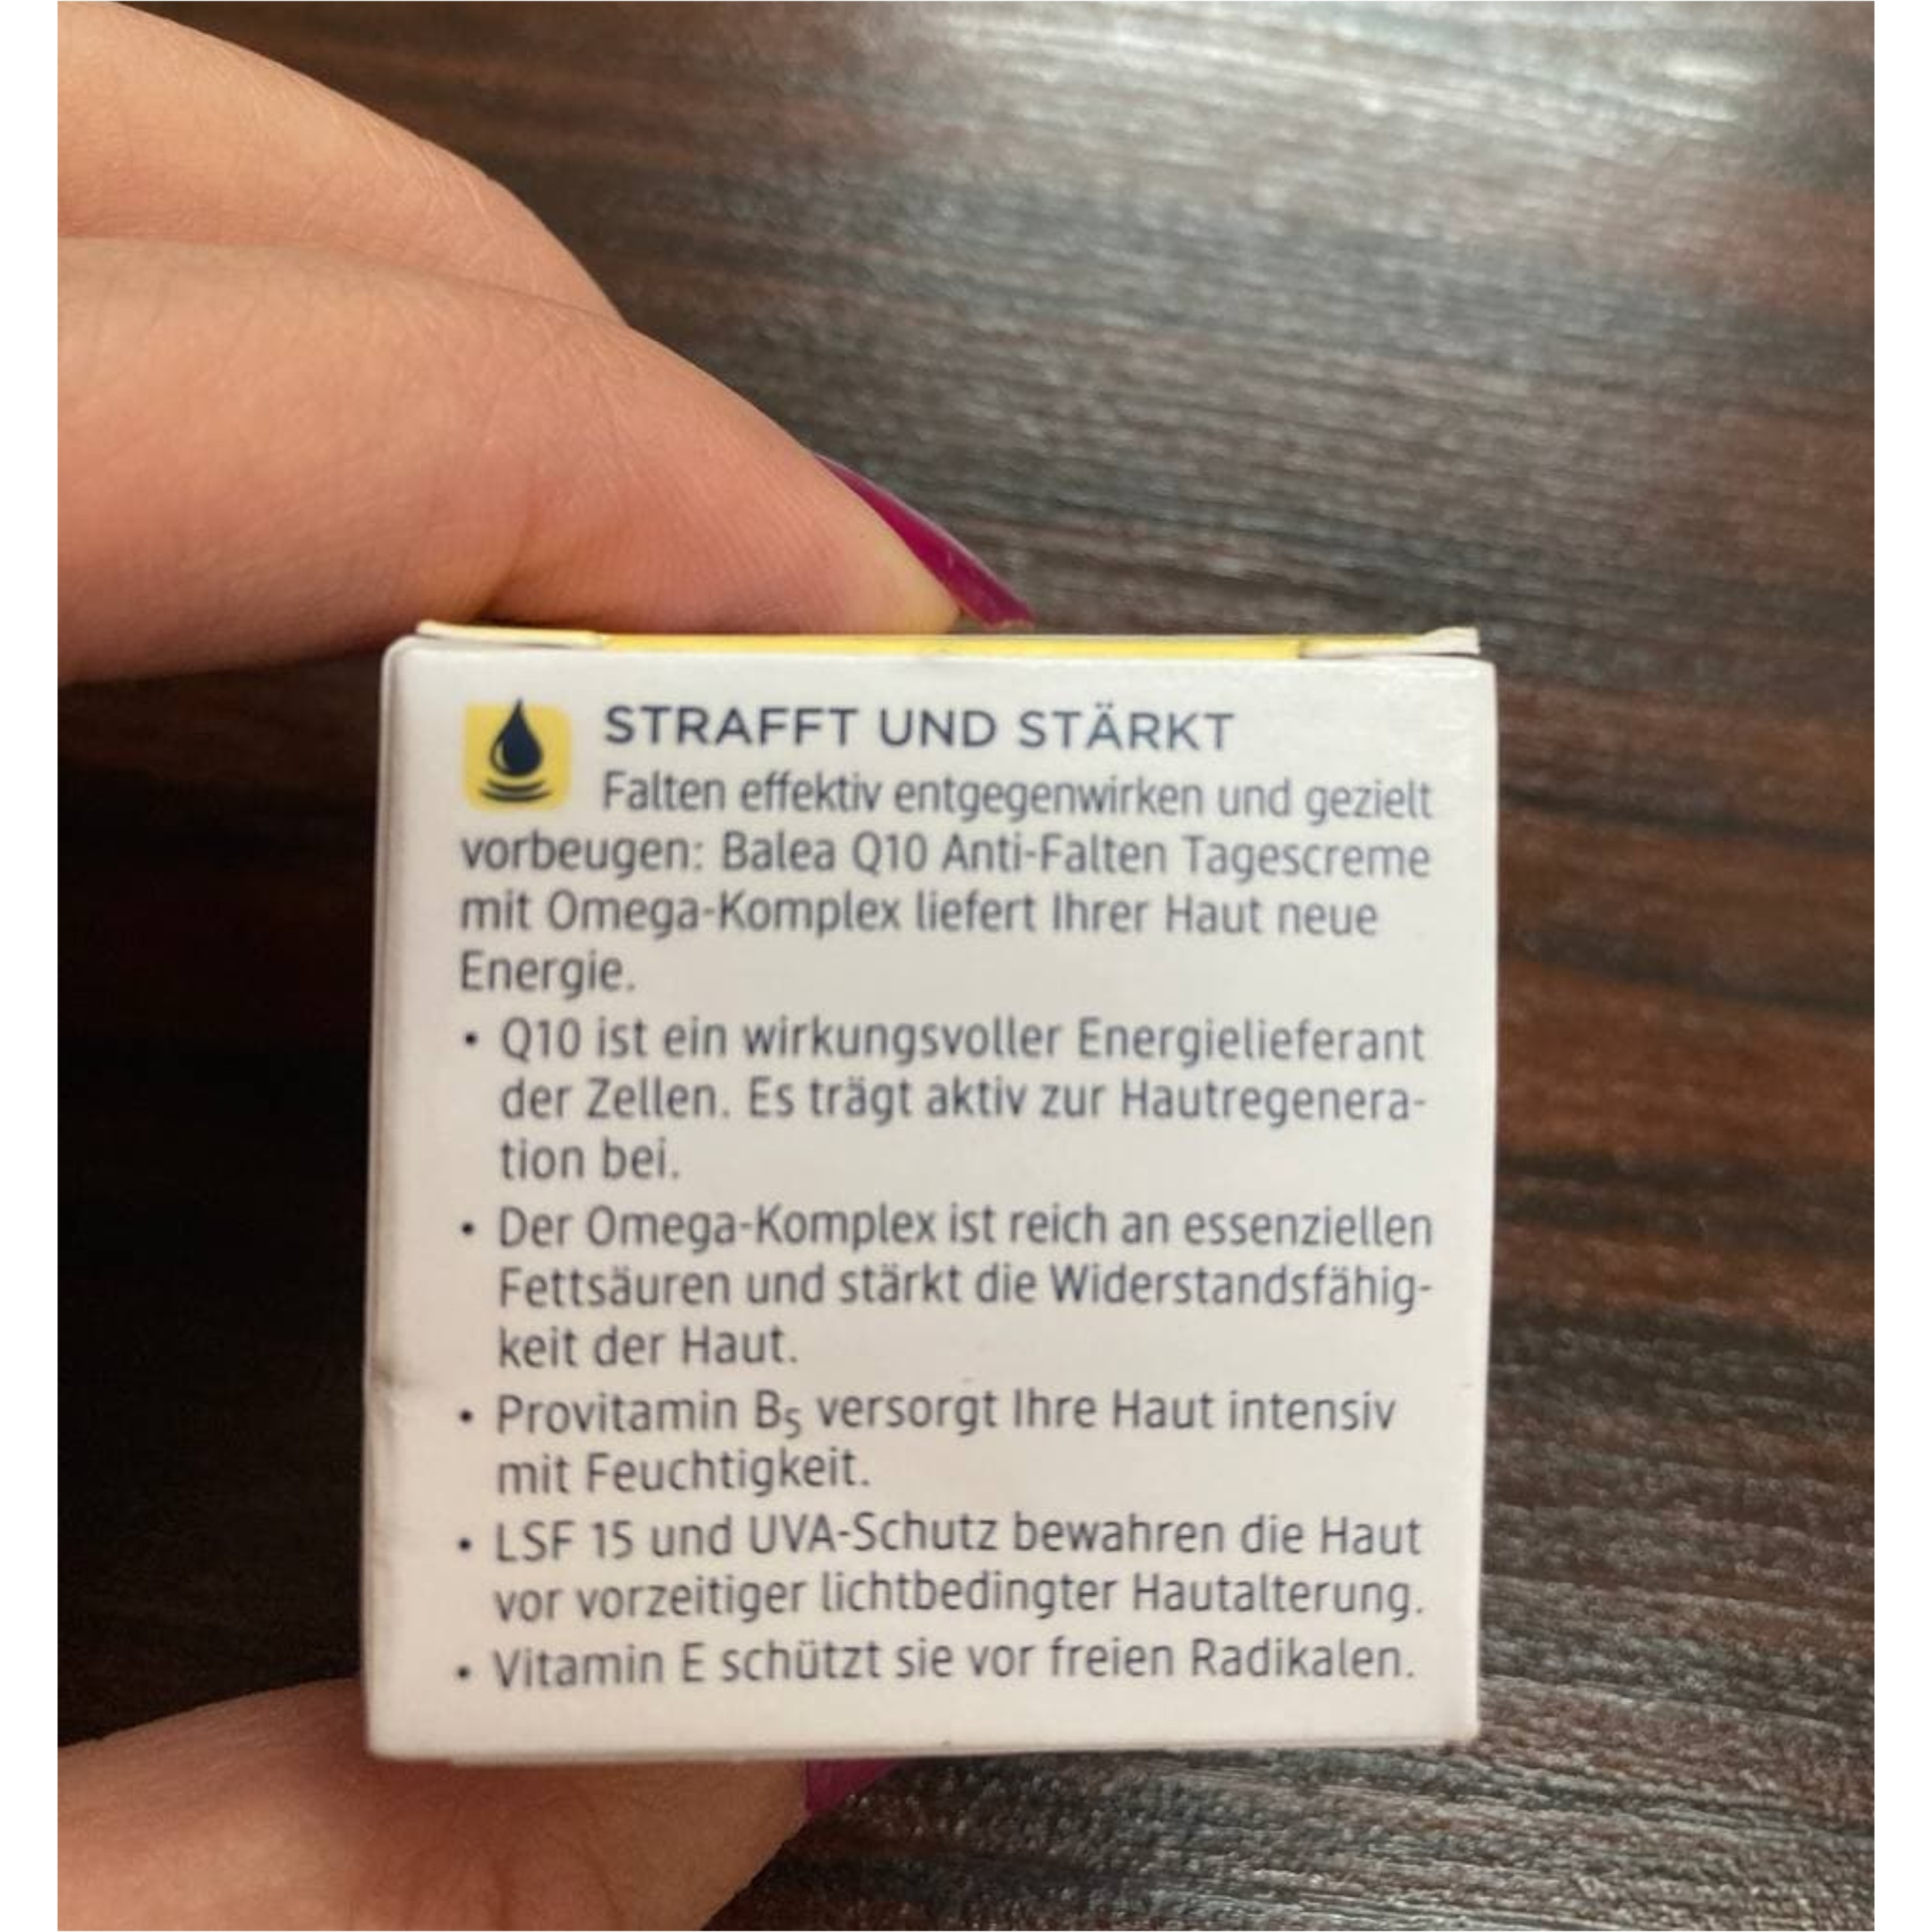 STRAFFT UND STÄRKT
Falten effektiv entgegenwirken und gezielt
vorbeugen: Balea Q10 Anti-Falten Tagescreme
mit Omega-Komplex liefert Ihrer Haut neue
Energie.
• Q10 ist ein wirkungsvoller Energielieferant
der Zellen. Es trägt aktiv zur Hautregenera-
tion bei.
• Der Omega-Komplex ist reich an essenziellen
Fettsäuren und stärkt die Widerstandsfähig-
keit der Haut.
• Provitamin B₅ versorgt Ihre Haut intensiv
mit Feuchtigkeit.
• LSF 15 und UVA-Schutz bewahren die Haut
vor vorzeitiger lichtbedingter Hautalterung.
• Vitamin E schützt sie vor freien Radikalen.